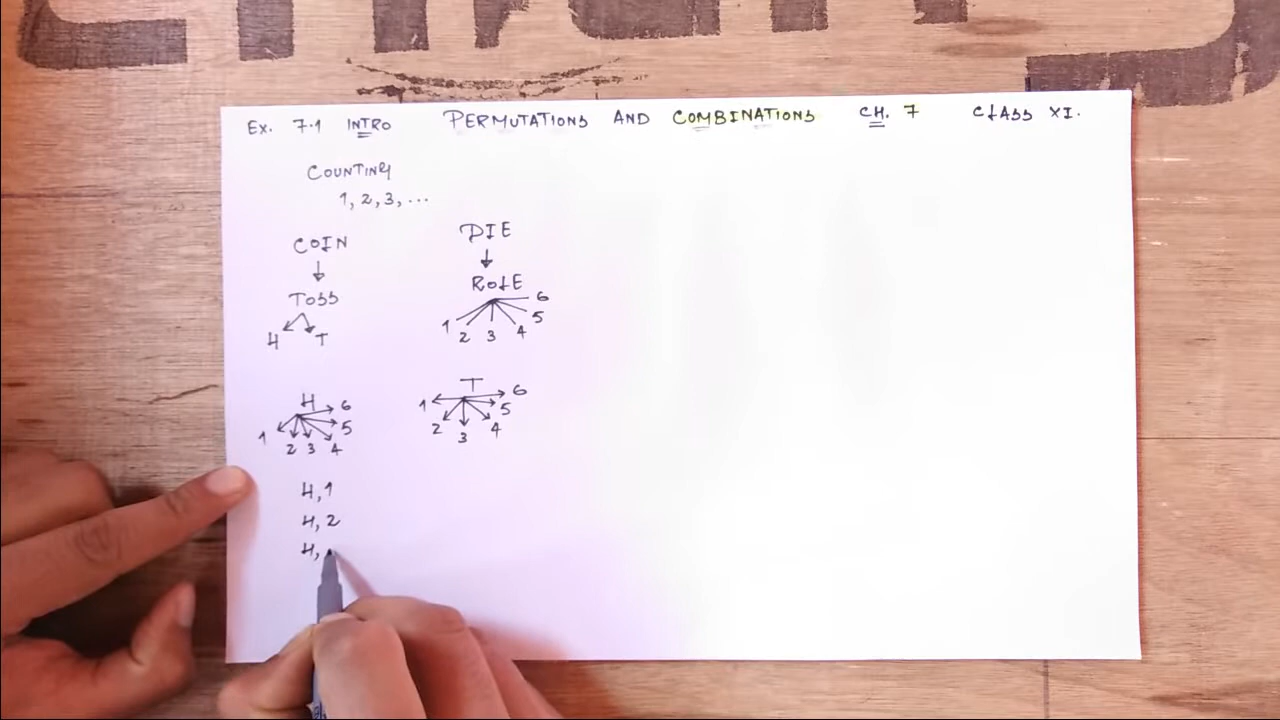 Ex. 7.1 INTRO PERMUTATIONS AND COMBINATIONS CH. 7 CLASS XI.
COUNTING
1, 2, 3, ...
COIN
DIE
TOSS
ROLE
H T
1 2 3 4 5 6
H
1 2 3 4 5 6
T
1 2 3 4 5 6
H, 1
H, 2
H,